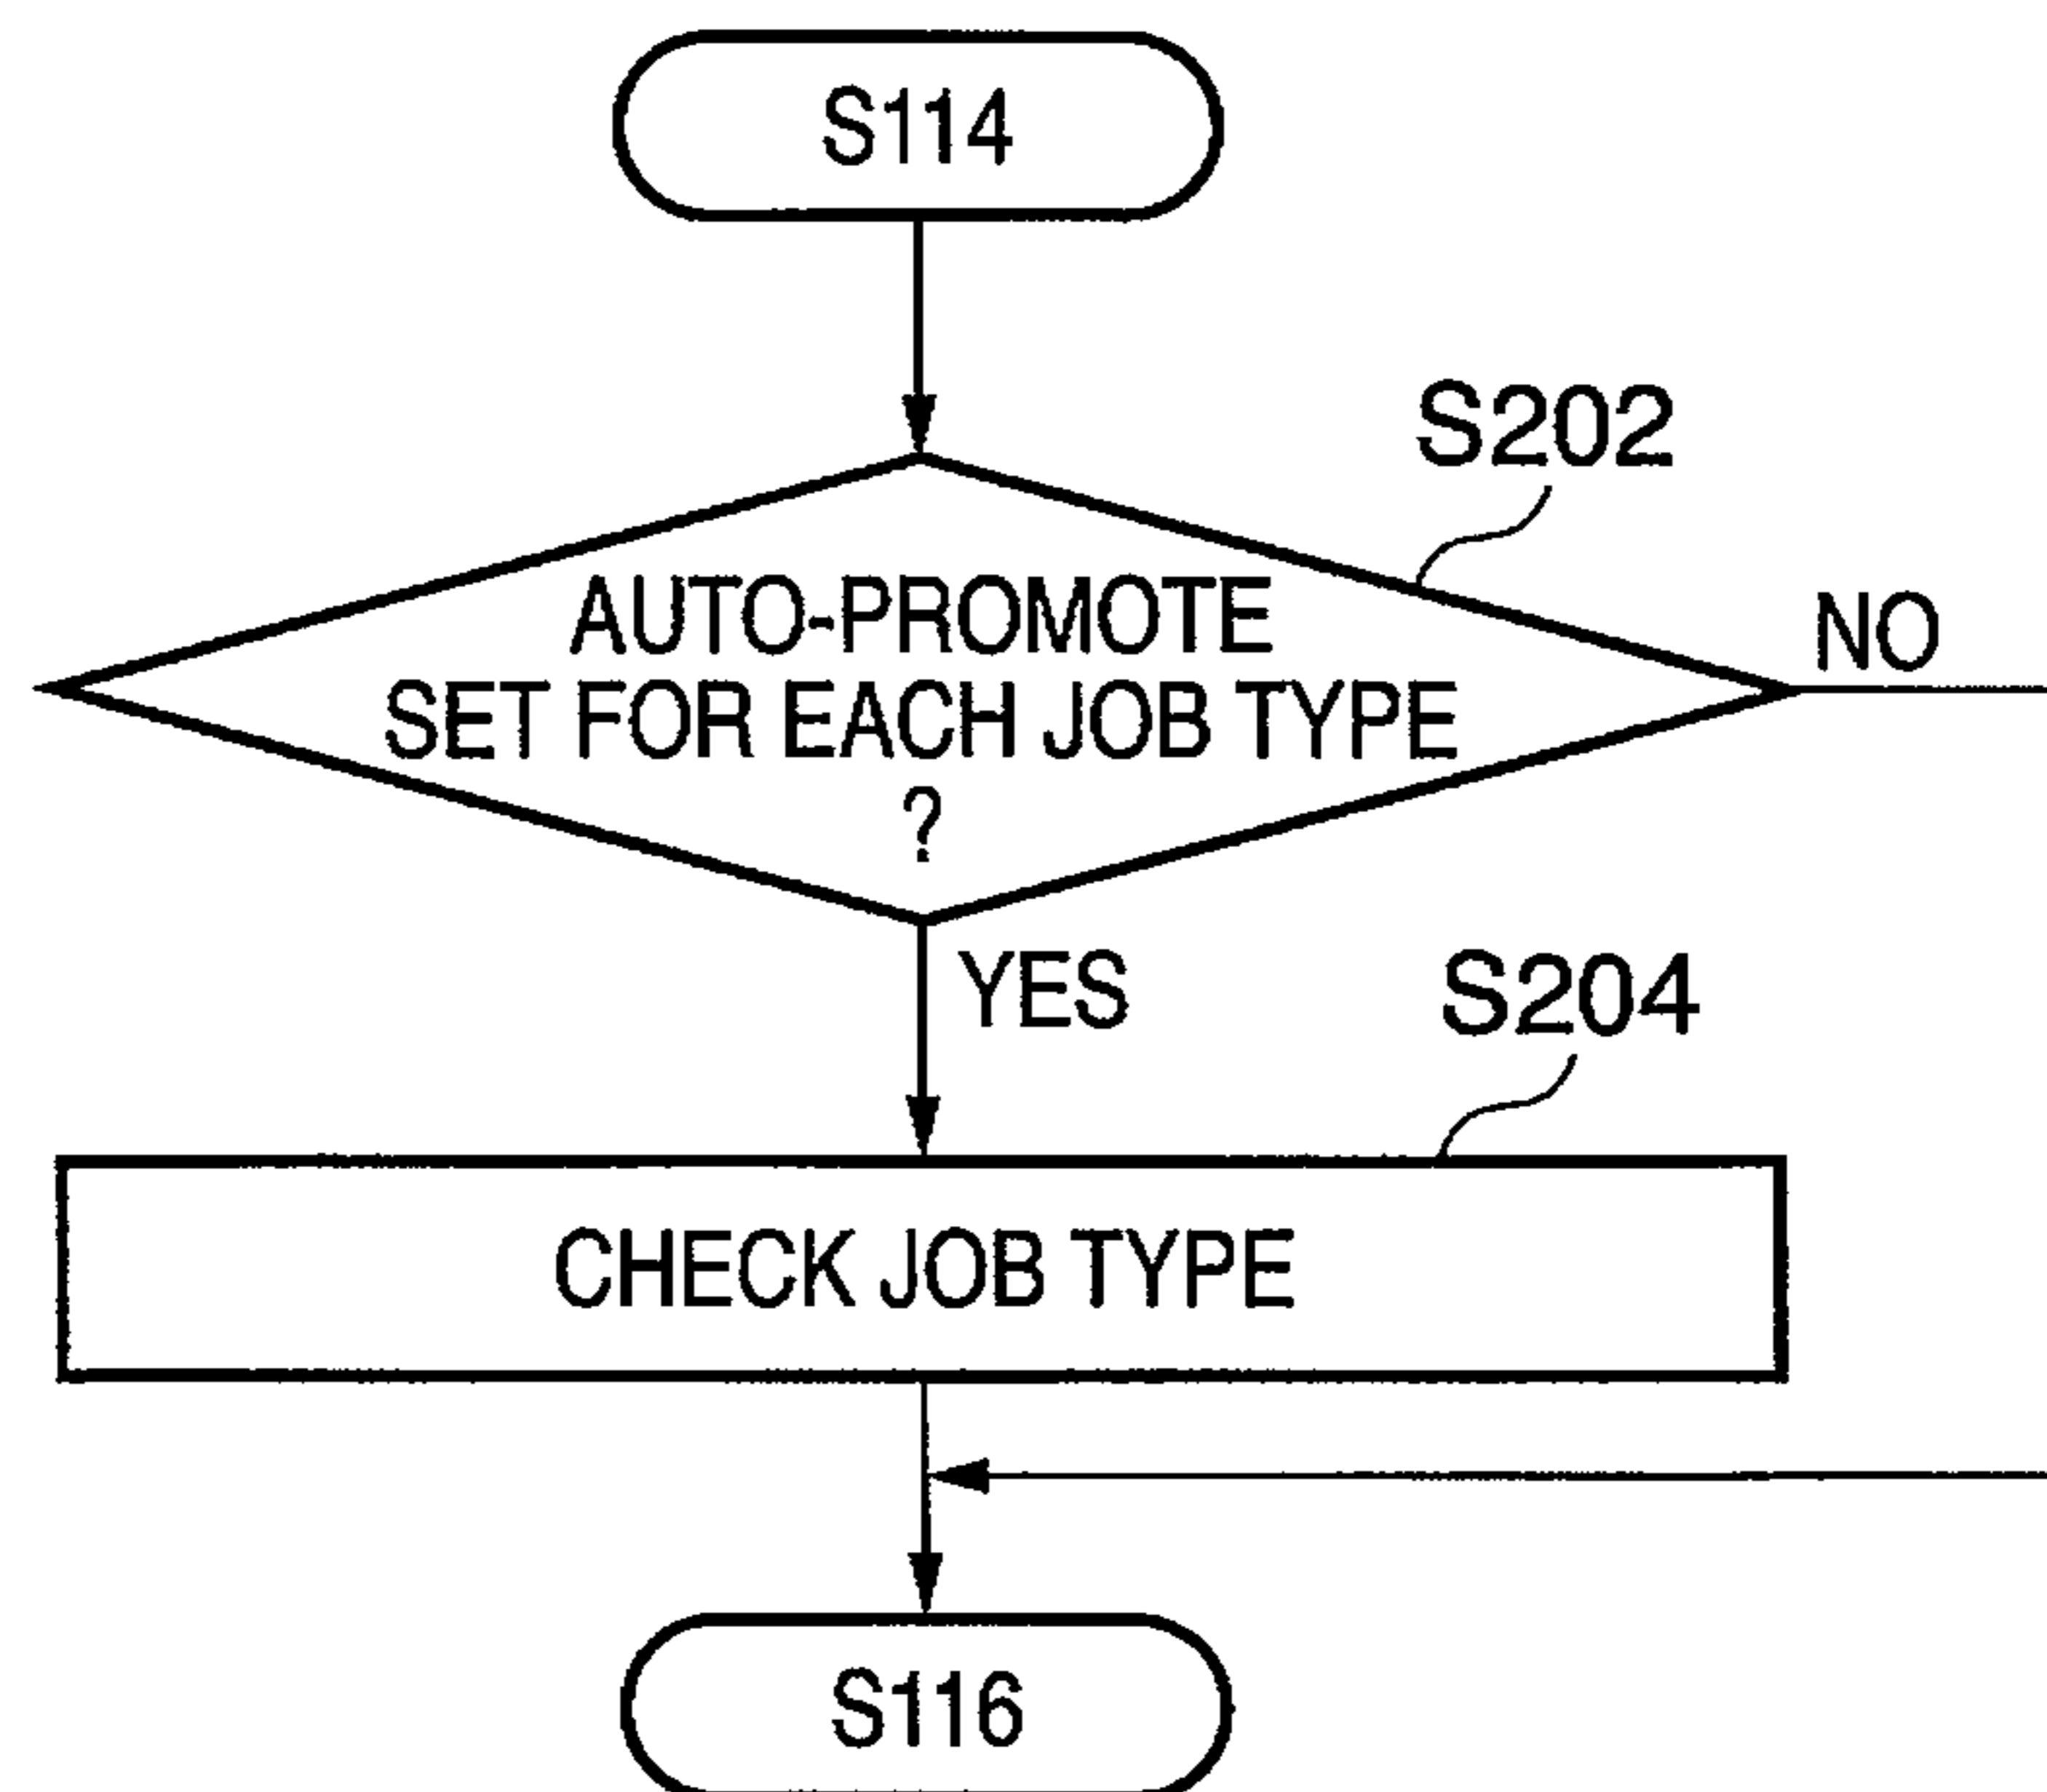 S114
S202
AUTO-PROMOTE
SET FOR EACH JOB TYPE
?
NO
YES
S204
CHECK JOB TYPE
S116